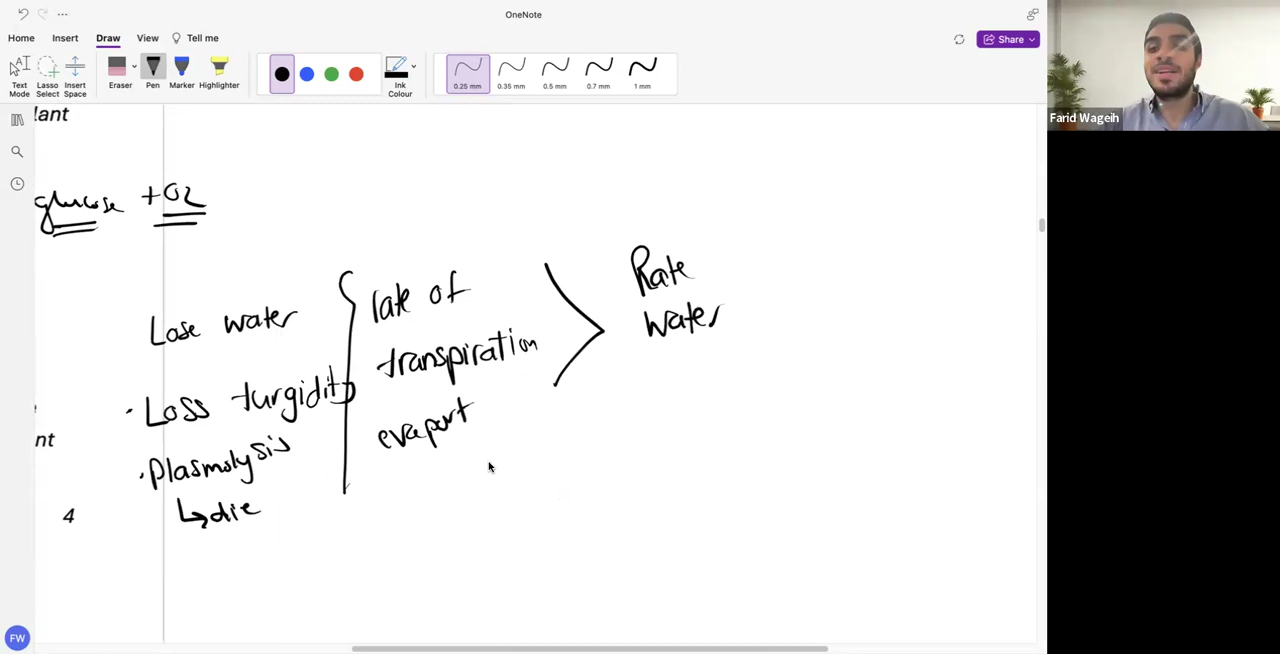 OneNote
Home Insert Draw View Tell me
Share
Text Mode
Lasso Select
Insert Space
Eraser
Pen
Marker
Highlighter
Ink Colour
0.25 mm
0.35 mm
0.5 mm
0.7 mm
1 mm
Farid Wageih
lant
glucose + O2
Lose water
• Loss turgidity
• Plasmolysis
↳ die
rate of
transpiration
evaport
>
Rate
water
nt
4
FW